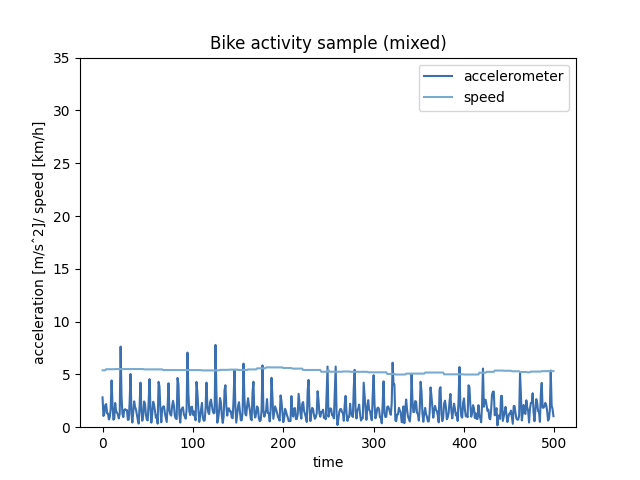 Bike activity sample (mixed)
accelerometer
speed
35
30
25
20
15
10
5
0
acceleration [m/sˆ2]/ speed [km/h]
0 100 200 300 400 500
time